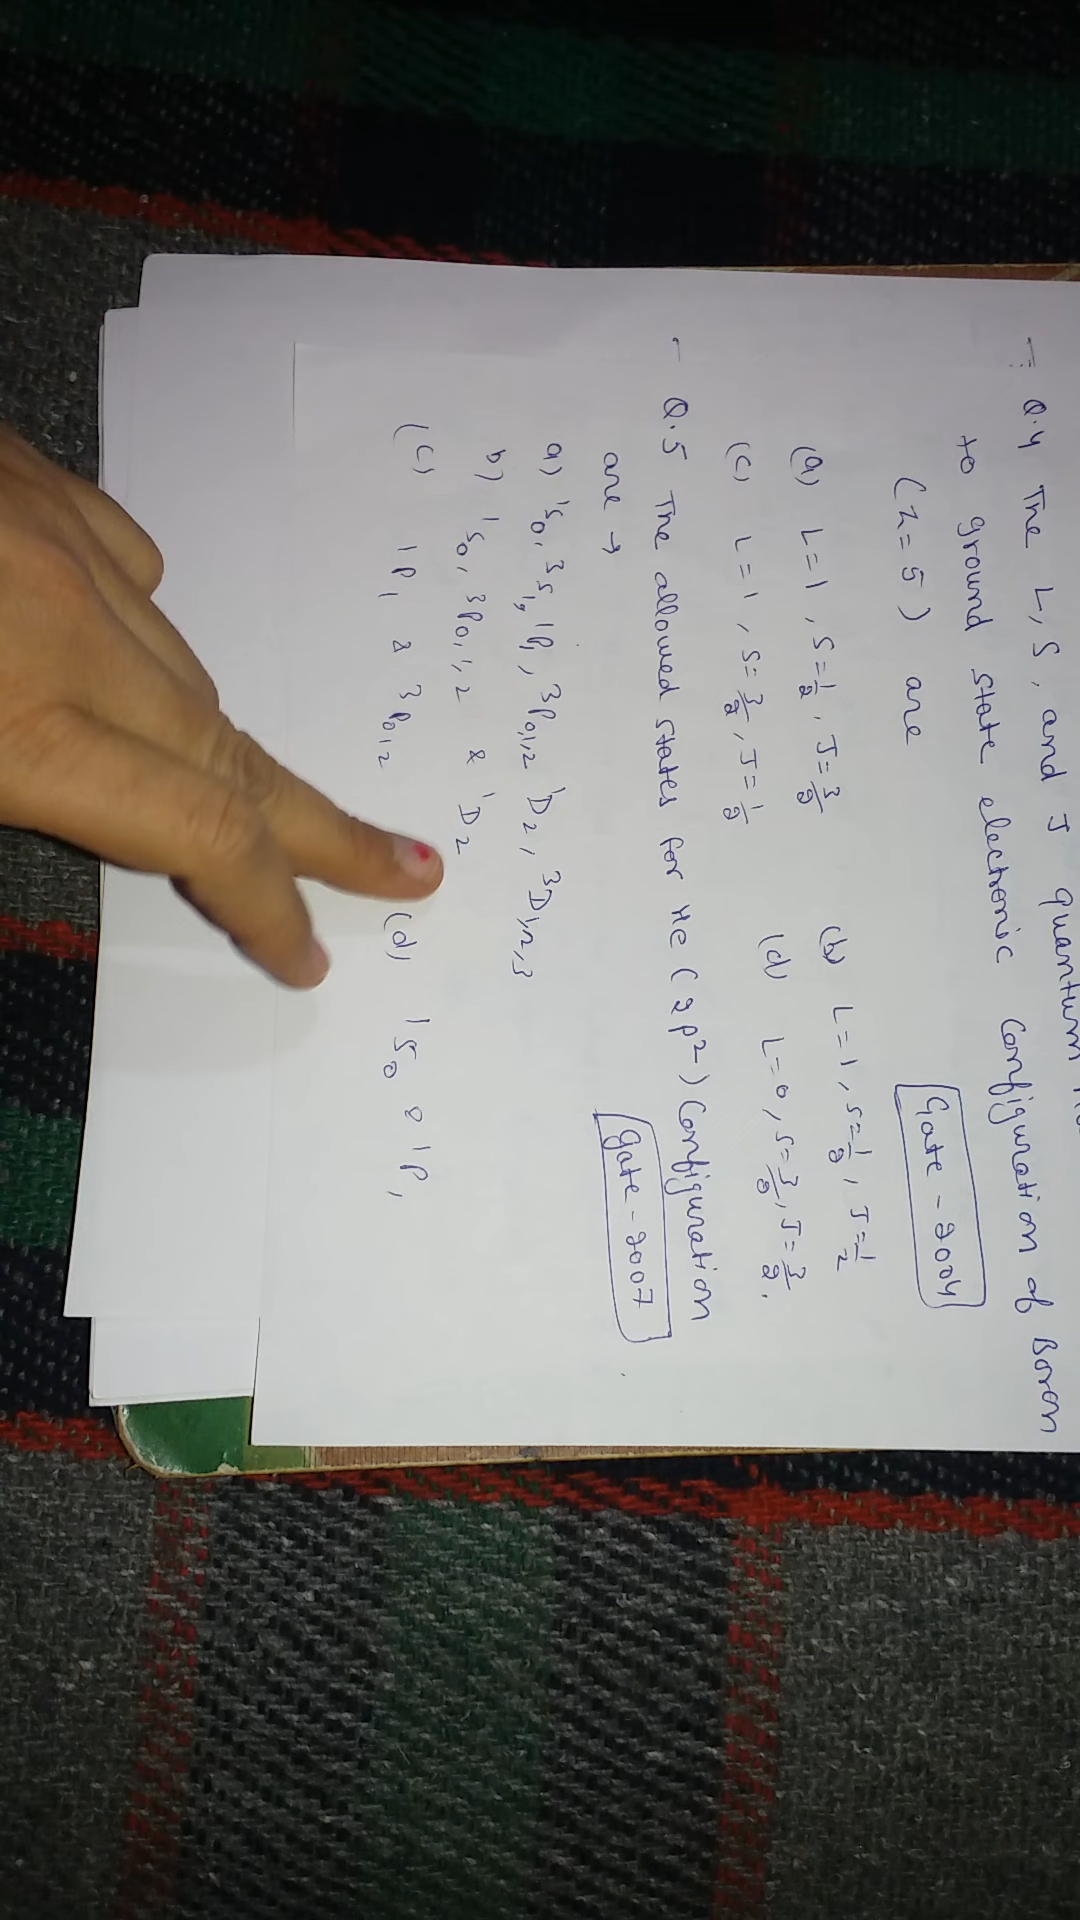 Q.4 The L, S, and J quantum
to ground state electronic configuration of Boron
(Z=5) are
Gate - 2004
(a) L=1, S=1/2, J=3/2 (b) L=1, S=1/2, J=1/2
(c) L=1, S=3/2, J=1/2 (d) L=0, S=3/2, J=3/2.
Q.5 The allowed states for He (2p²) Configuration
are →
gate - 2007
a) ¹S₀, ³S₁, ¹P₁, ³P₀,₁,₂ ¹D₂, ³D₁,₂,₃
b) ¹S₀, ³P₀,₁,₂ & ¹D₂
(c) ¹P₁ & ³P₀,₁,₂ (d) ¹S₀ & ¹P₁